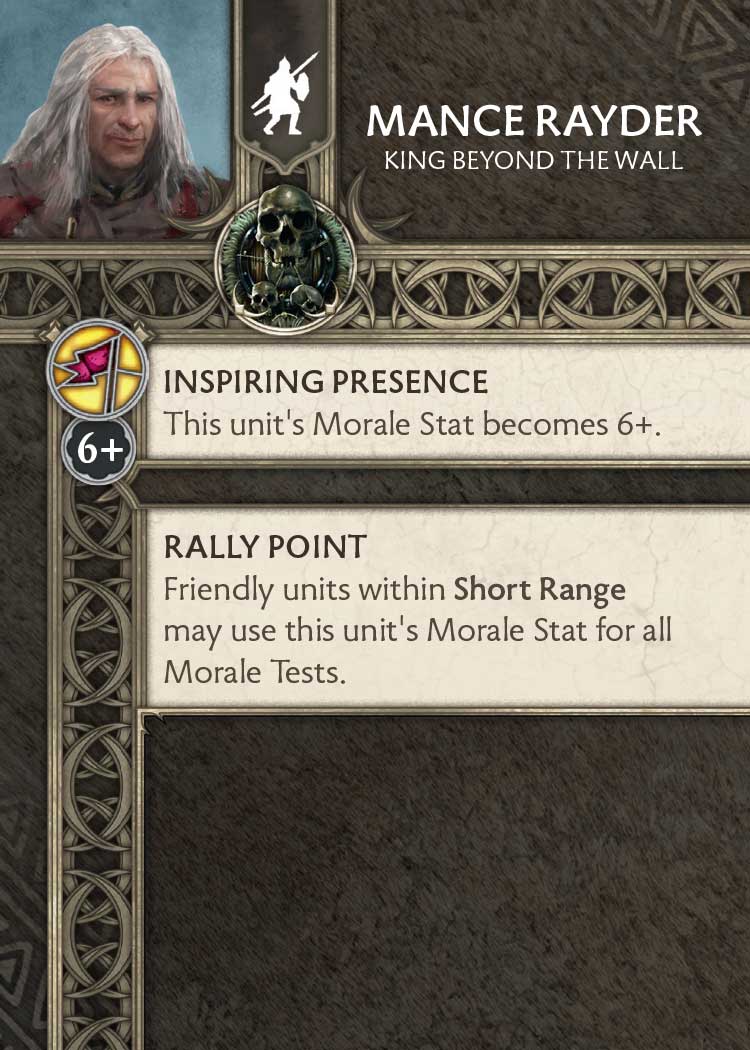 MANCE RAYDER
KING BEYOND THE WALL
INSPIRING PRESENCE
This unit's Morale Stat becomes 6+.
6+
RALLY POINT
Friendly units within Short Range
may use this unit's Morale Stat for all
Morale Tests.